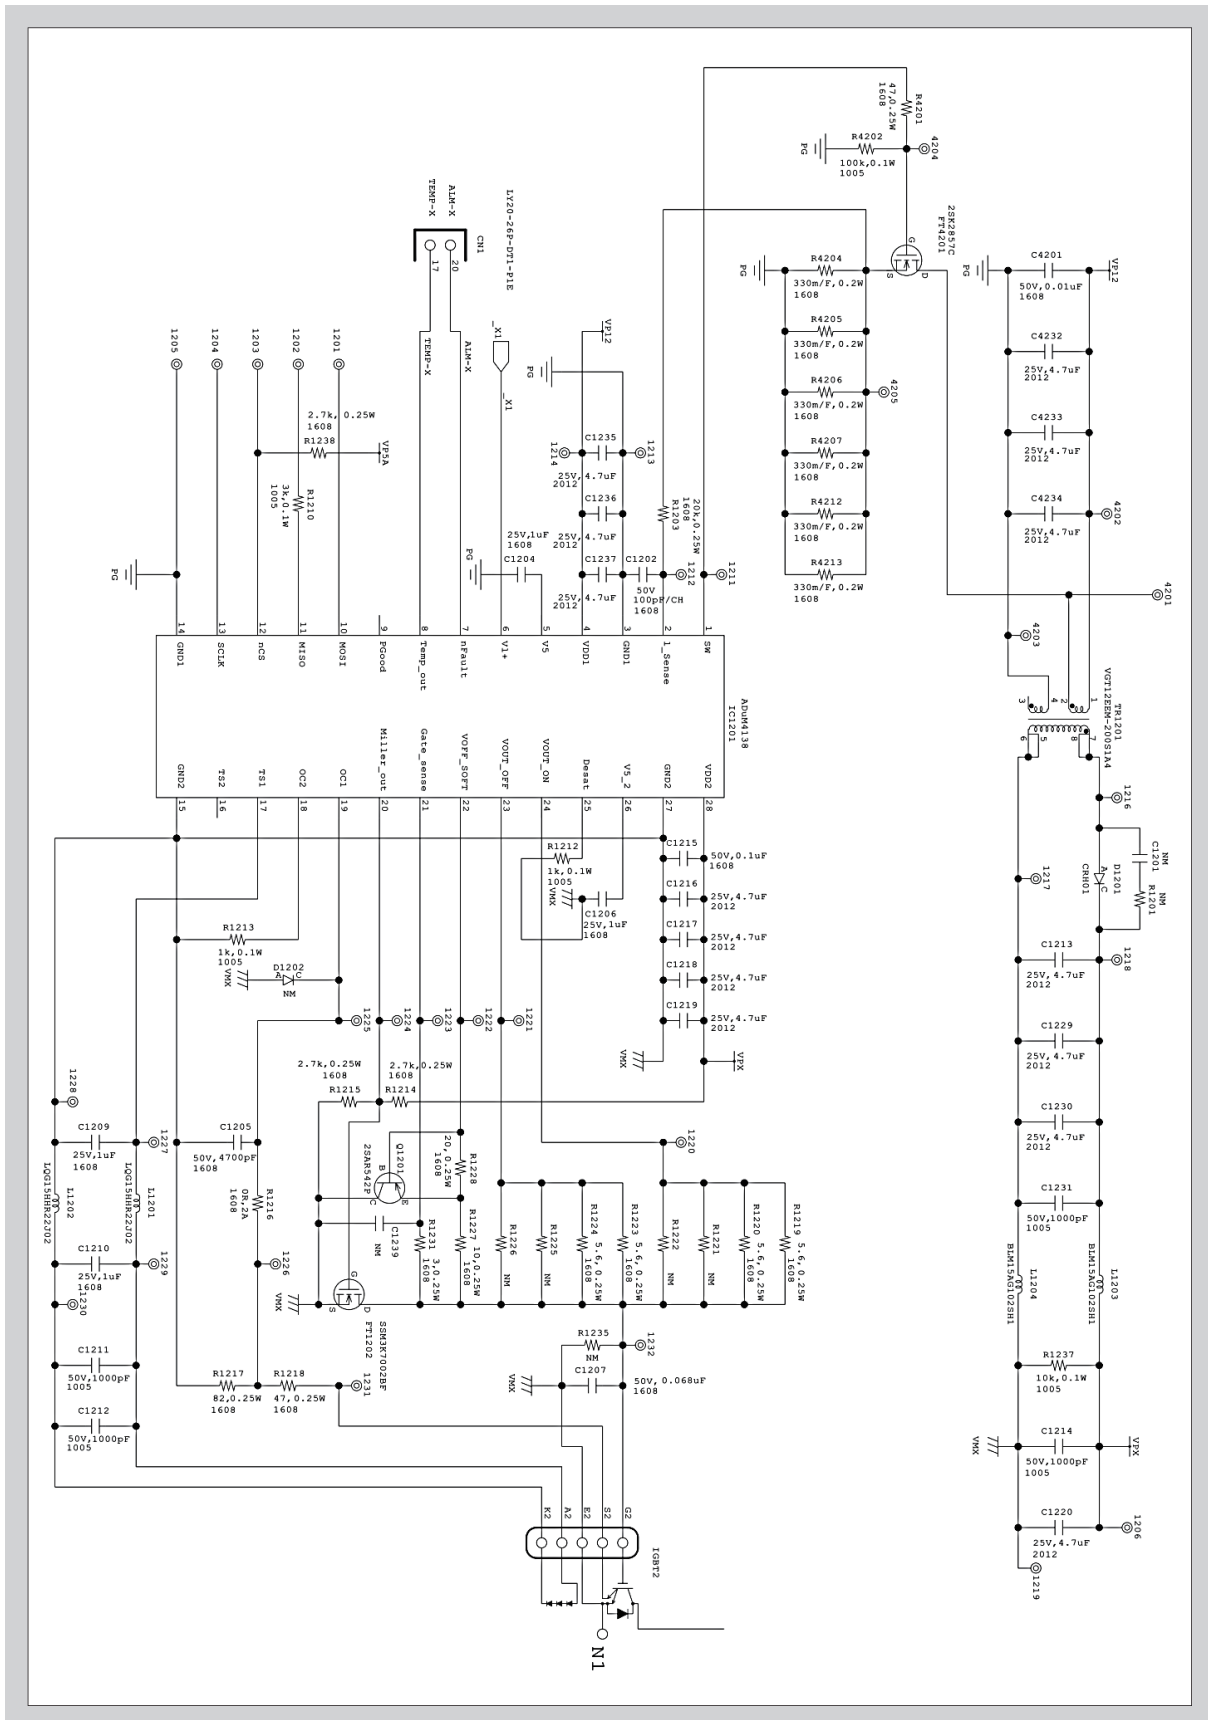 R4201
47,0.25W
1608
R4202
100k,0.1W
1005
PG
4204
2SK2857C
FT4201
G
S
D
PG
R4204
330m/F,0.2W
1608
R4205
330m/F,0.2W
1608
R4206
330m/F,0.2W
1608
4205
R4207
330m/F,0.2W
1608
R4212
330m/F,0.2W
1608
R4213
330m/F,0.2W
1608
PG
VP12
C4201
50V,0.01uF
1608
C4232
25V,4.7uF
2012
C4233
25V,4.7uF
2012
C4234
25V,4.7uF
2012
4202
4201
4203
TEMP-X
ALM-X
CN1
LY20-26P-DT1-P1E
17
20
TEMP-X
ALM-X
_X1
_X1
VP12
PG
1205
1204
1203
1202
1201
2.7k,0.25W
1608
R1238
VP5A
R1210
3k,0.1W
1005
PG
1214
1213
C1235
25V,4.7uF
2012
C1236
25V,4.7uF
2012
C1237
25V,4.7uF
2012
C1202
50V
100pF/CH
1608
25V,1uF
1608
C1204
PG
20k,0.25W
1608
R1203
1212
1211
14
13
12
11
10
9
8
7
6
5
4
3
2
1
GND1
SCLK
nCS
MISO
MOSI
PGood
Temp_out
nFault
V1+
V5
VDD1
GND1
I_Sense
SW
ADuM4138
IC1201
GND2
TS2
TS1
OC2
OC1
Miller_out
Gate_sense
VOFF_SOFT
VOUT_OFF
VOUT_ON
Desat
V5_2
GND2
VDD2
15
16
17
18
19
20
21
22
23
24
25
26
27
28
TR1201
VGT12EEM-200S1A4
3
4
2
1
6
5
8
7
1216
C1201
NM
R1201
NM
D1201
CRH01
A
C
1217
1218
C1213
25V,4.7uF
2012
C1229
25V,4.7uF
2012
C1230
25V,4.7uF
2012
C1231
50V,1000pF
1005
L1204
BLM15AG102SH1
L1203
BLM15AG102SH1
R1237
10k,0.1W
1005
VMX
C1214
50V,1000pF
1005
VPX
C1220
25V,4.7uF
2012
1206
1219
R1212
1k,0.1W
1005
VMX
C1206
25V,1uF
1608
C1215
50V,0.1uF
1608
C1216
25V,4.7uF
2012
C1217
25V,4.7uF
2012
C1218
25V,4.7uF
2012
C1219
25V,4.7uF
2012
VMX
VPX
R1213
1k,0.1W
1005
VMX
D1202
A
C
NM
1225
1224
1223
1222
1221
2.7k,0.25W
1608
R1215
2.7k,0.25W
1608
R1214
1228
C1209
25V,1uF
1608
1227
C1205
50V,4700pF
1608
L1202
LQG15HHR22J02
L1201
LQG15HHR22J02
R1216
0R,2A
1608
C1210
25V,1uF
1608
1229
1230
1226
C1211
50V,1000pF
1005
C1212
50V,1000pF
1005
Q1201
2SAR542P
B
C
E
R1228
20,0.25W
1608
C1239
NM
R1231
3,0.25W
1608
R1227
10,0.25W
1608
R1226
NM
R1225
NM
R1224
5.6,0.25W
1608
R1223
5.6,0.25W
1608
1220
R1222
NM
R1221
NM
R1220
5.6,0.25W
1608
R1219
5.6,0.25W
1608
VMX
G
S
D
SSM3K7002BF
FT1202
R1217
82,0.25W
1608
R1218
47,0.25W
1608
1231
R1235
NM
1232
C1207
50V,0.068uF
1608
VMX
K2
A2
E2
S2
G2
IGBT2
N1